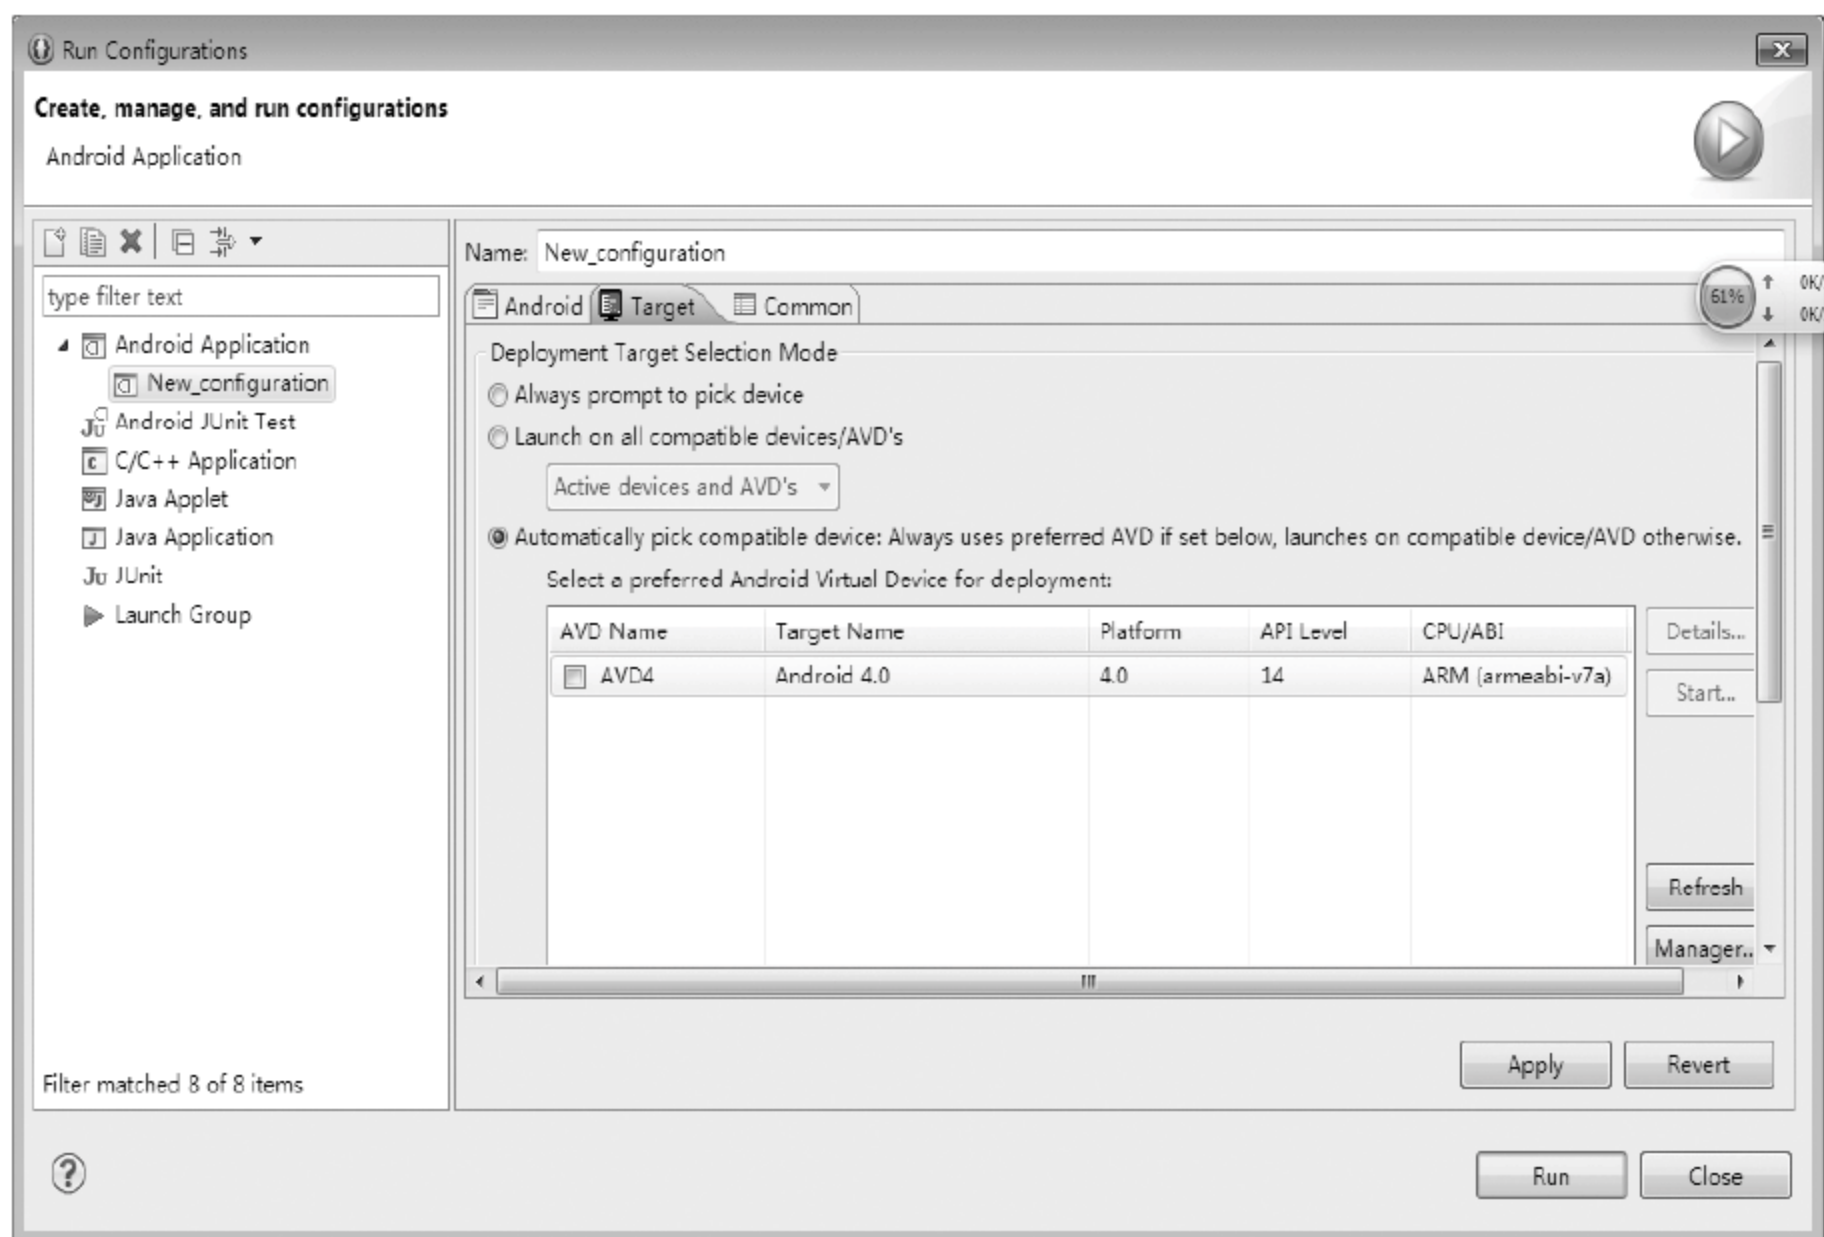 Run Configurations
Create, manage, and run configurations
Android Application
type filter text
Android Application
New_configuration
Android JUnit Test
C/C++ Application
Java Applet
Java Application
JUnit
Launch Group
Filter matched 8 of 8 items
Name: New_configuration
Android Target Common
61% 0K/
0K/
Deployment Target Selection Mode
Always prompt to pick device
Launch on all compatible devices/AVD's
Active devices and AVD's
Automatically pick compatible device: Always uses preferred AVD if set below, launches on compatible device/AVD otherwise.
Select a preferred Android Virtual Device for deployment:
AVD Name Target Name Platform API Level CPU/ABI
AVD4 Android 4.0 4.0 14 ARM (armeabi-v7a)
Details...
Start...
Refresh
Manager..
Apply Revert
Run Close